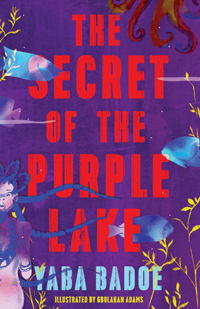 THE
SECRET
OF THE
PURPLE
LAKE
YABA BADOE
ILLUSTRATED BY GBOLAHAN ADAMS